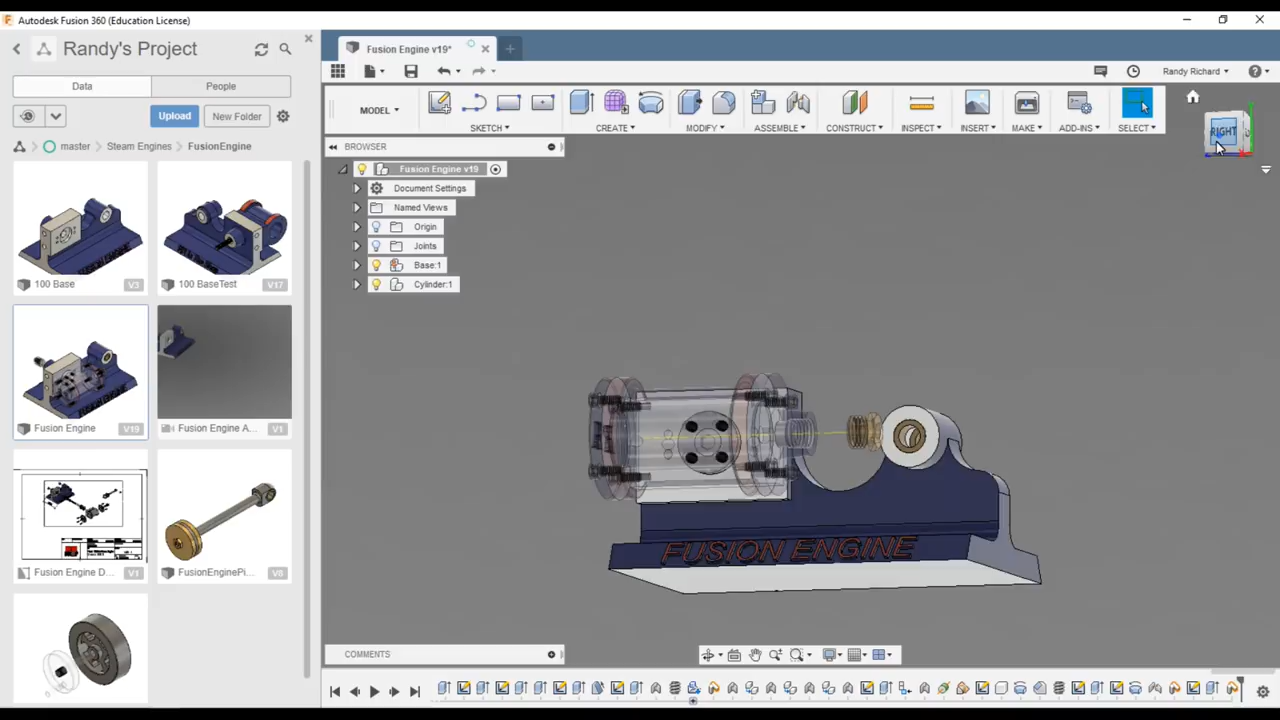 Autodesk Fusion 360 (Education License)
Randy's Project
Data People
Upload New Folder
master Steam Engines FusionEngine
100 Base V3
100 BaseTest V17
Fusion Engine V19
Fusion Engine A... V1
Fusion Engine D... V1
FusionEnginePi... V8
Fusion Engine v19*
Randy Richard
MODEL
SKETCH
CREATE
MODIFY
ASSEMBLE
CONSTRUCT
INSPECT
INSERT
MAKE
ADD-INS
SELECT
BROWSER
Fusion Engine v19
Document Settings
Named Views
Origin
Joints
Base:1
Cylinder:1
RIGHT
FUSION ENGINE
COMMENTS